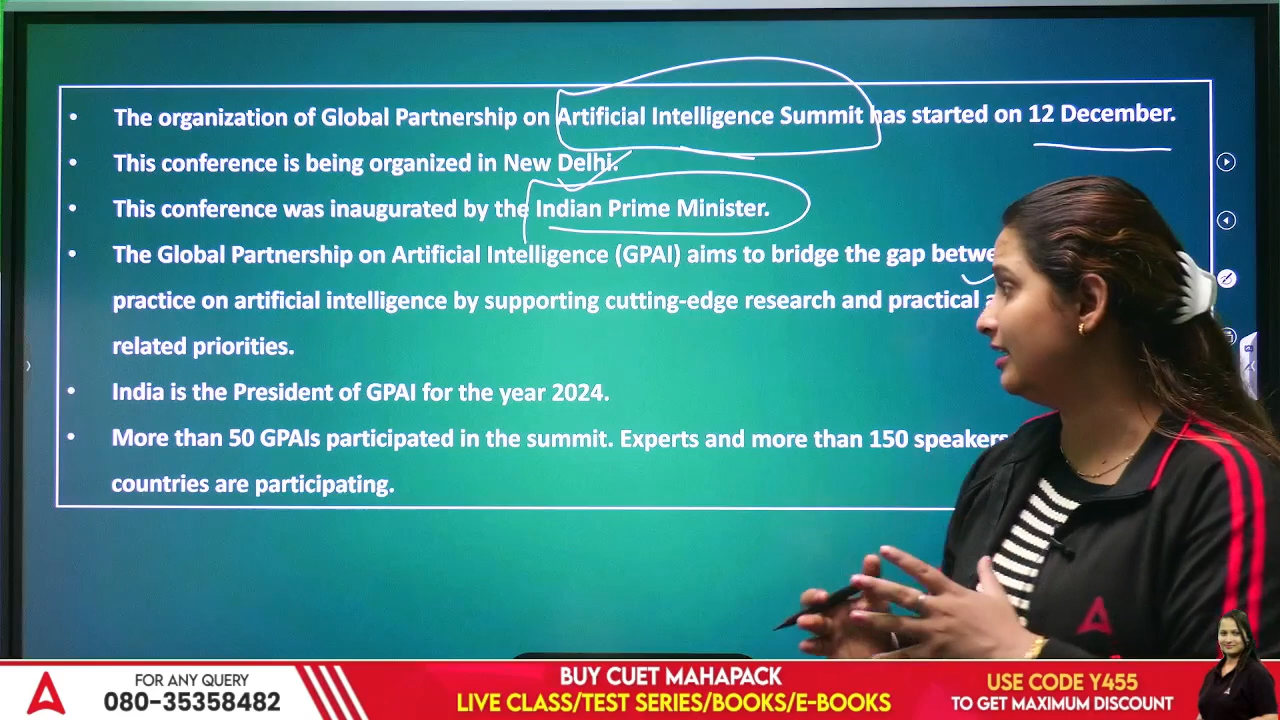 • The organization of Global Partnership on Artificial Intelligence Summit has started on 12 December.
• This conference is being organized in New Delhi.
• This conference was inaugurated by the Indian Prime Minister.
• The Global Partnership on Artificial Intelligence (GPAI) aims to bridge the gap
practice on artificial intelligence by supporting cutting-edge research and practical
related priorities.
• India is the President of GPAI for the year 2024.
• More than 50 GPAIs participated in the summit. Experts and more than 150 speakers
countries are participating.
FOR ANY QUERY
080-35358482
BUY CUET MAHAPACK
LIVE CLASS/TEST SERIES/BOOKS/E-BOOKS
USE CODE Y455
TO GET MAXIMUM DISCOUNT